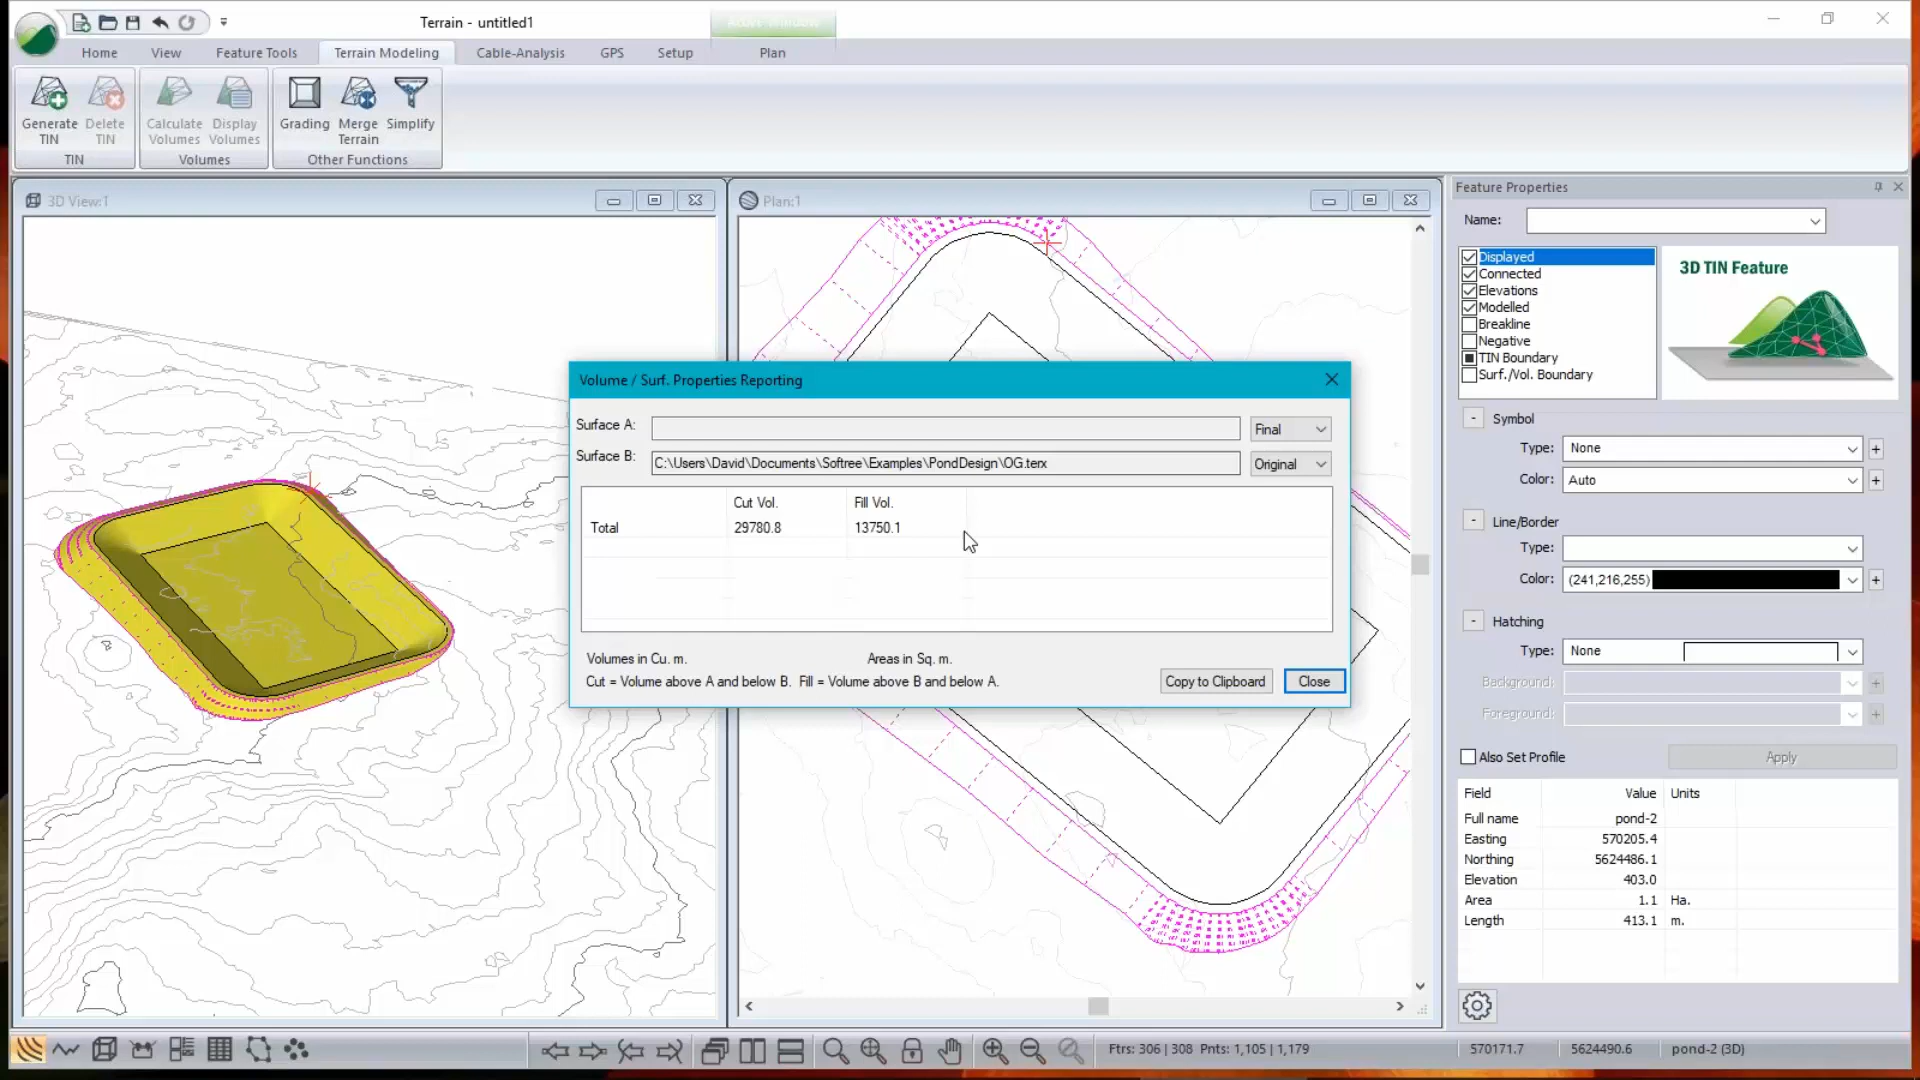 Terrain - untitled1
Home View Feature Tools Terrain Modeling Cable-Analysis GPS Setup Plan
Generate TIN
Delete TIN
Calculate Volumes
Display Volumes
Grading
Merge Terrain
Simplify
TIN
Volumes
Other Functions
3D View:1
Plan:1
Feature Properties
Name:
Displayed
Connected
Elevations
Modelled
Breakline
Negative
TIN Boundary
Surf./Vol. Boundary
3D TIN Feature
- Symbol
Type: None +
Color: Auto +
- Line/Border
Type:
Color: (241,216,255) +
- Hatching
Type: None
Background: +
Foreground: +
Also Set Profile Apply
Field Value Units
Full name pond-2
Easting 570205.4
Northing 5624486.1
Elevation 403.0
Area 1.1 Ha.
Length 413.1 m.
Volume / Surf. Properties Reporting
Surface A: Final
Surface B: C:\Users\David\Documents\Softree\Examples\PondDesign\OG.terx Original
Cut Vol. Fill Vol.
Total 29780.8 13750.1
Volumes in Cu. m. Areas in Sq. m.
Cut = Volume above A and below B. Fill = Volume above B and below A.
Copy to Clipboard Close
Ftrs: 306 | 308 Pnts: 1,105 | 1,179 570171.7 5624490.6 pond-2 (3D)